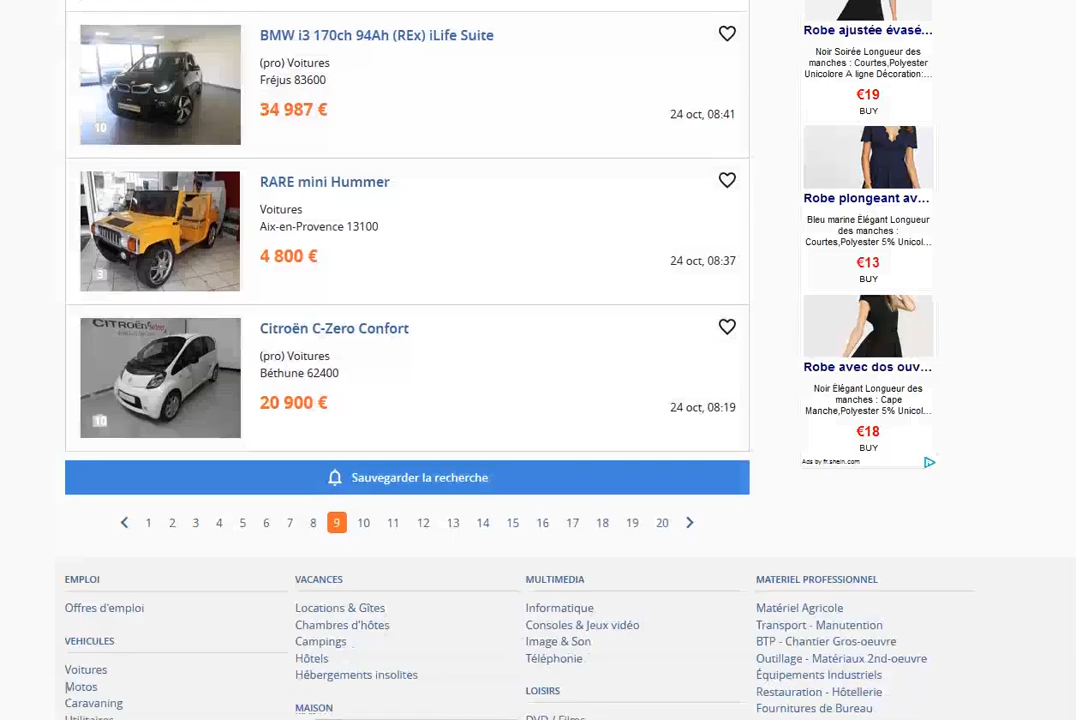 BMW i3 170ch 94Ah (REx) iLife Suite
(pro) Voitures
Fréjus 83600
34 987 €
24 oct, 08:41
10
RARE mini Hummer
Voitures
Aix-en-Provence 13100
4 800 €
24 oct, 08:37
3
CITROËN
Citroën C-Zero Confort
(pro) Voitures
Béthune 62400
20 900 €
24 oct, 08:19
10
Sauvegarder la recherche
1 2 3 4 5 6 7 8 9 10 11 12 13 14 15 16 17 18 19 20
Robe ajustée évasé...
Noir Soirée Longueur des
manches : Courtes,Polyester
Unicolore A ligne Décoration:...
€19
BUY
Robe plongeant av...
Bleu marine Élégant Longueur
des manches :
Courtes,Polyester 5% Unicol...
€13
BUY
Robe avec dos ouv...
Noir Élégant Longueur des
manches : Cape
Manche,Polyester 5% Unicol...
€18
BUY
Ads by fr.shein.com
EMPLOI
Offres d'emploi
VEHICULES
Voitures
Motos
Caravaning
Utilitaires
VACANCES
Locations & Gîtes
Chambres d'hôtes
Campings
Hôtels
Hébergements insolites
MAISON
MULTIMEDIA
Informatique
Consoles & Jeux vidéo
Image & Son
Téléphonie
LOISIRS
DVD / Films
MATERIEL PROFESSIONNEL
Matériel Agricole
Transport - Manutention
BTP - Chantier Gros-oeuvre
Outillage - Matériaux 2nd-oeuvre
Équipements Industriels
Restauration - Hôtellerie
Fournitures de Bureau